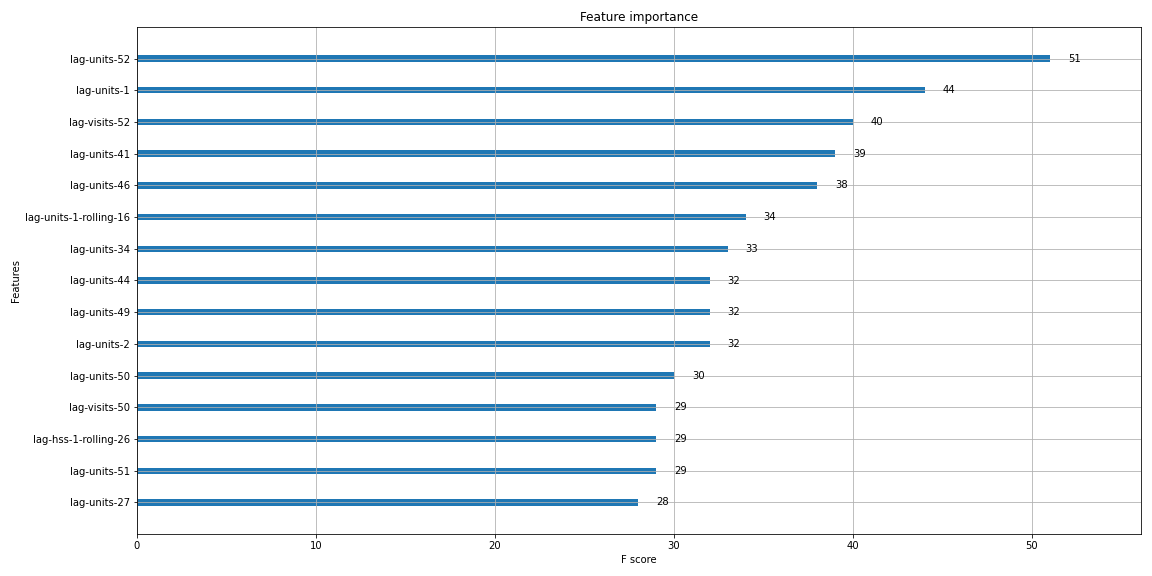 Feature importance
lag-units-52 51
lag-units-1 44
lag-visits-52 40
lag-units-41 39
lag-units-46 38
lag-units-1-rolling-16 34
lag-units-34 33
lag-units-44 32
lag-units-49 32
lag-units-2 32
lag-units-50 30
lag-visits-50 29
lag-hss-1-rolling-26 29
lag-units-51 29
lag-units-27 28
Features
0 10 20 30 40 50
F score